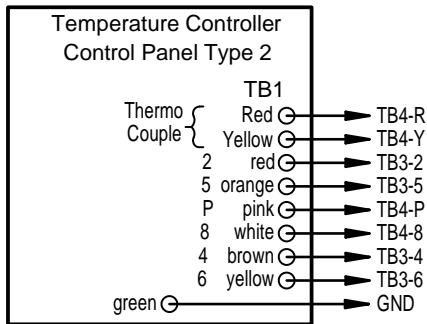 Temperature Controller
Control Panel Type 2
TB1
Thermo Couple
Red TB4-R
Yellow TB4-Y
2 red TB3-2
5 orange TB3-5
P pink TB4-P
8 white TB4-8
4 brown TB3-4
6 yellow TB3-6
green GND